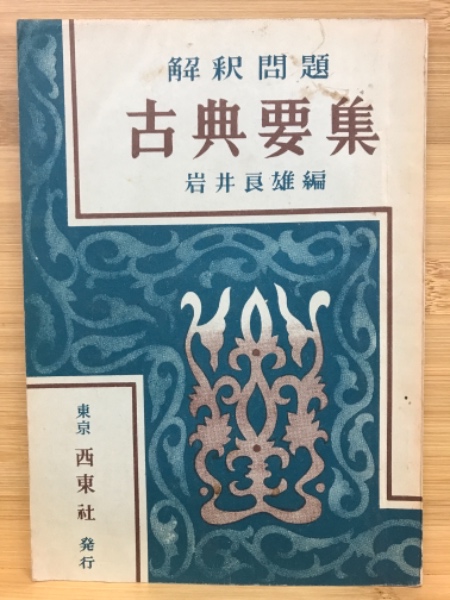 解釈問題
古典要集
岩井良雄編
東京 西東社 発行